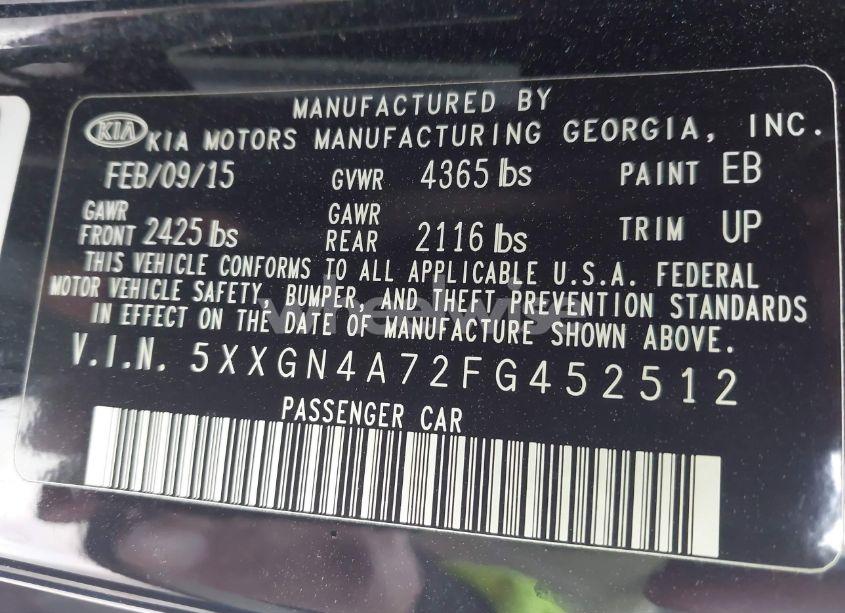 MANUFACTURED BY
KIA KIA MOTORS MANUFACTURING GEORGIA, INC.
FEB/09/15 GVWR 4365 lbs PAINT EB
GAWR FRONT 2425 lbs GAWR REAR 2116 lbs TRIM UP
THIS VEHICLE CONFORMS TO ALL APPLICABLE U.S.A. FEDERAL
MOTOR VEHICLE SAFETY, BUMPER, AND THEFT PREVENTION STANDARDS
IN EFFECT ON THE DATE OF MANUFACTURE SHOWN ABOVE.
wheelwise
V.I.N. 5XXGN4A72FG452512
PASSENGER CAR